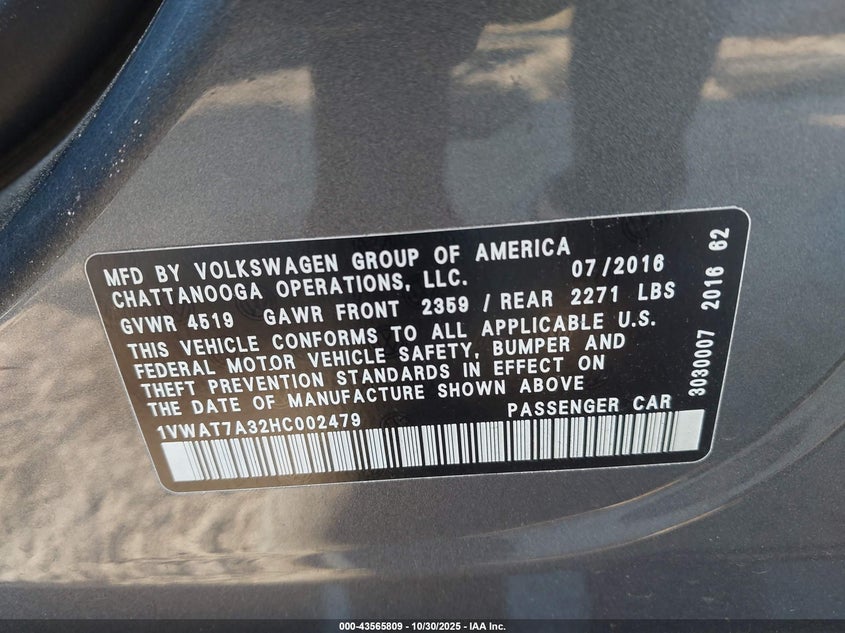 MFD BY VOLKSWAGEN GROUP OF AMERICA
CHATTANOOGA OPERATIONS, LLC. 07/2016
GVWR 4519 GAWR FRONT 2359 / REAR 2271 LBS
THIS VEHICLE CONFORMS TO ALL APPLICABLE U.S.
FEDERAL MOTOR VEHICLE SAFETY, BUMPER AND
THEFT PREVENTION STANDARDS IN EFFECT ON
THE DATE OF MANUFACTURE SHOWN ABOVE
1VWAT7A32HC002479 PASSENGER CAR
3030007 2016 62
000-43565809 - 10/30/2025 - IAA Inc.